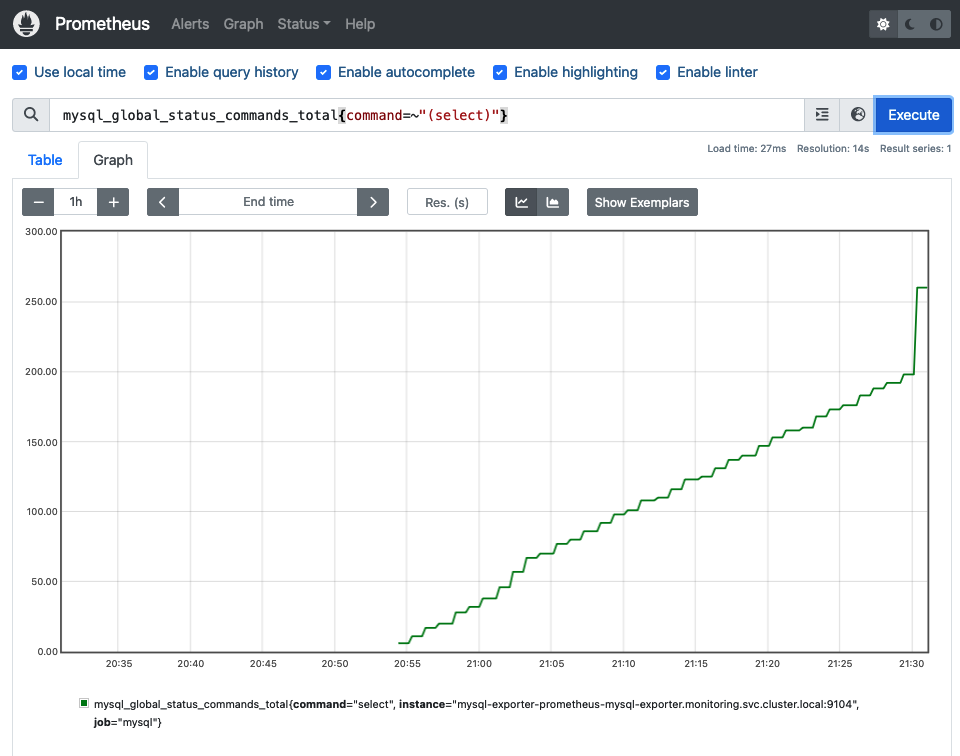 Prometheus Alerts Graph Status Help
Use local time Enable query history Enable autocomplete Enable highlighting Enable linter
mysql_global_status_commands_total{command=~"(select)"} Execute
Load time: 27ms Resolution: 14s Result series: 1
Table Graph
− 1h + End time Res. (s) Show Exemplars
300.00
250.00
200.00
150.00
100.00
50.00
0.00
20:35 20:40 20:45 20:50 20:55 21:00 21:05 21:10 21:15 21:20 21:25 21:30
mysql_global_status_commands_total{command="select", instance="mysql-exporter-prometheus-mysql-exporter.monitoring.svc.cluster.local:9104",
job="mysql"}